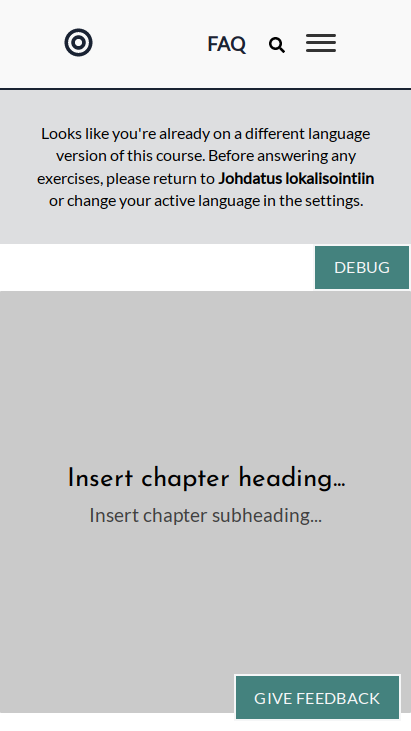 FAQ
Looks like you're already on a different language
version of this course. Before answering any
exercises, please return to Johdatus lokalisointiin
or change your active language in the settings.
DEBUG
Insert chapter heading...
Insert chapter subheading...
GIVE FEEDBACK